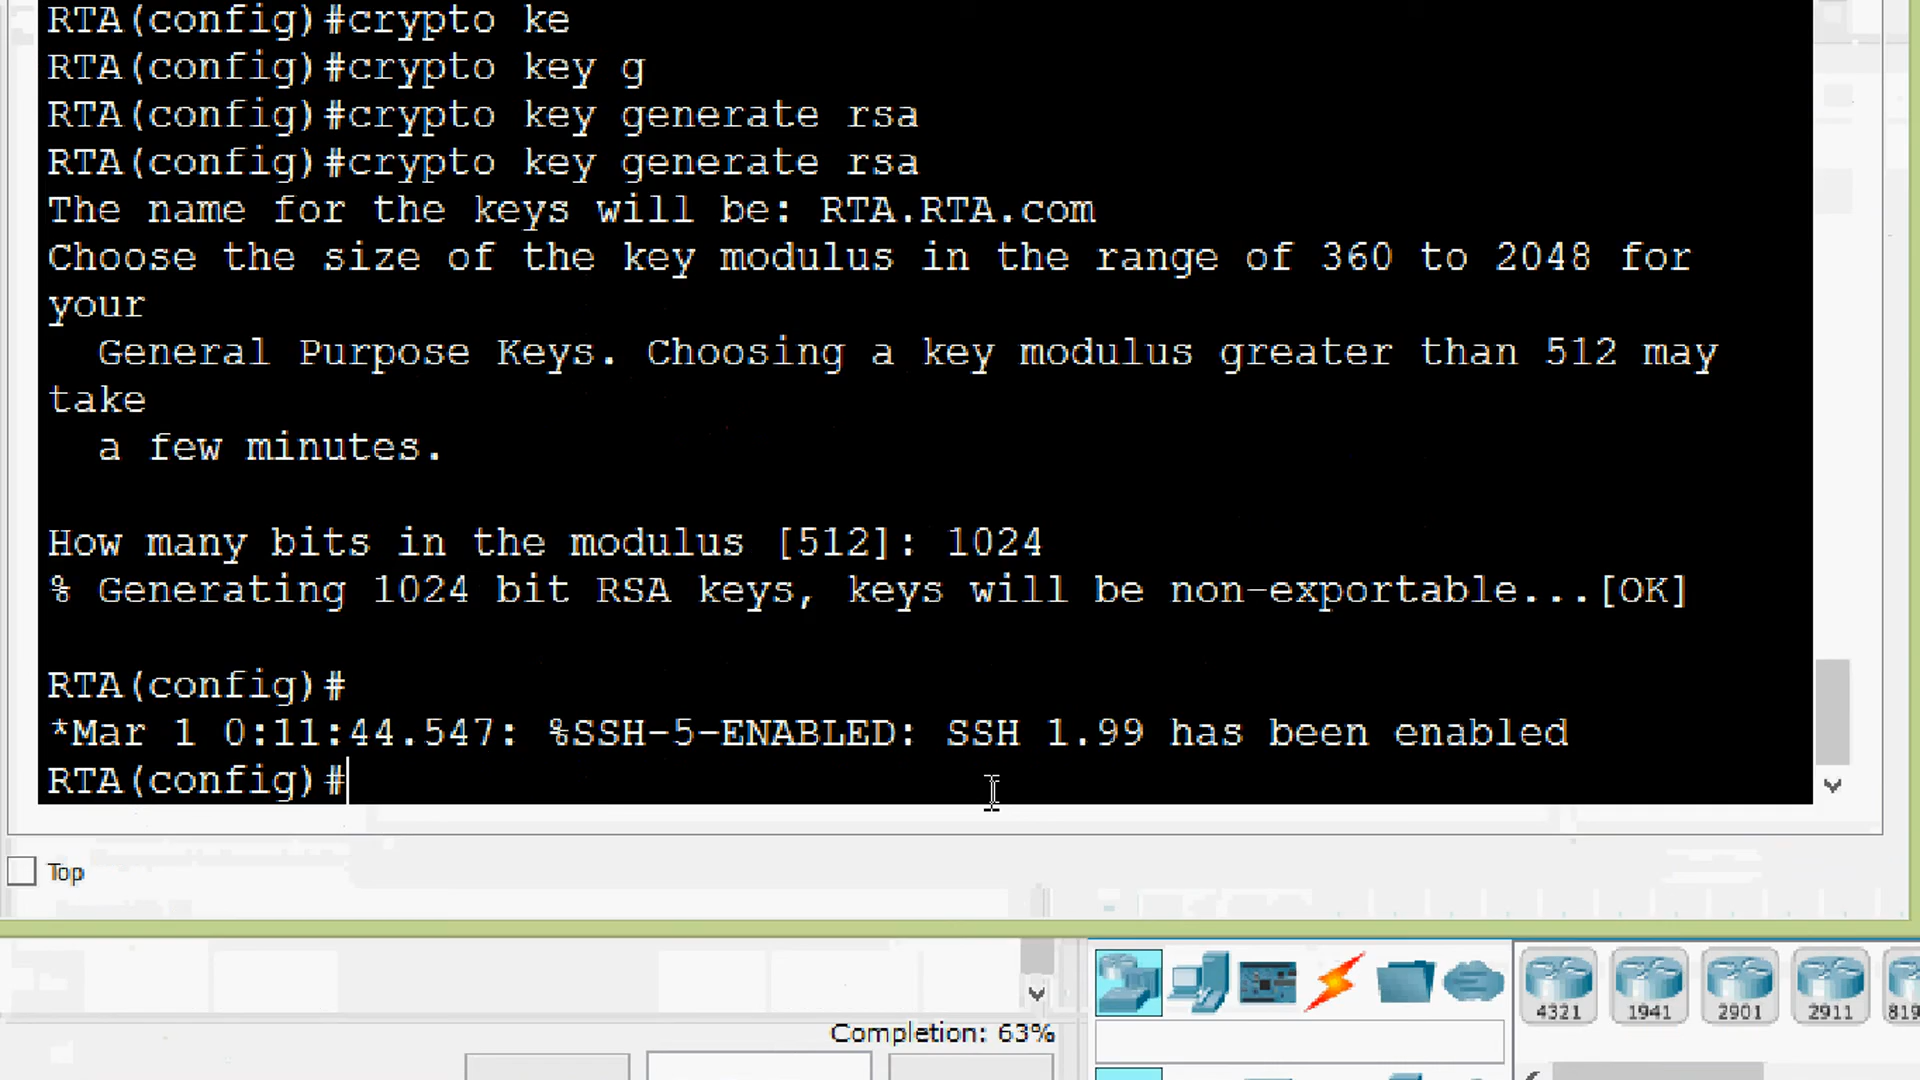 RTA(config)#crypto ke
RTA(config)#crypto key g
RTA(config)#crypto key generate rsa
RTA(config)#crypto key generate rsa
The name for the keys will be: RTA.RTA.com
Choose the size of the key modulus in the range of 360 to 2048 for
your
  General Purpose Keys. Choosing a key modulus greater than 512 may
take
  a few minutes.
How many bits in the modulus [512]: 1024
% Generating 1024 bit RSA keys, keys will be non-exportable...[OK]
RTA(config)#
*Mar 1 0:11:44.547: %SSH-5-ENABLED: SSH 1.99 has been enabled
RTA(config)#
Top
Completion: 63%
4321
1941
2901
2911
819